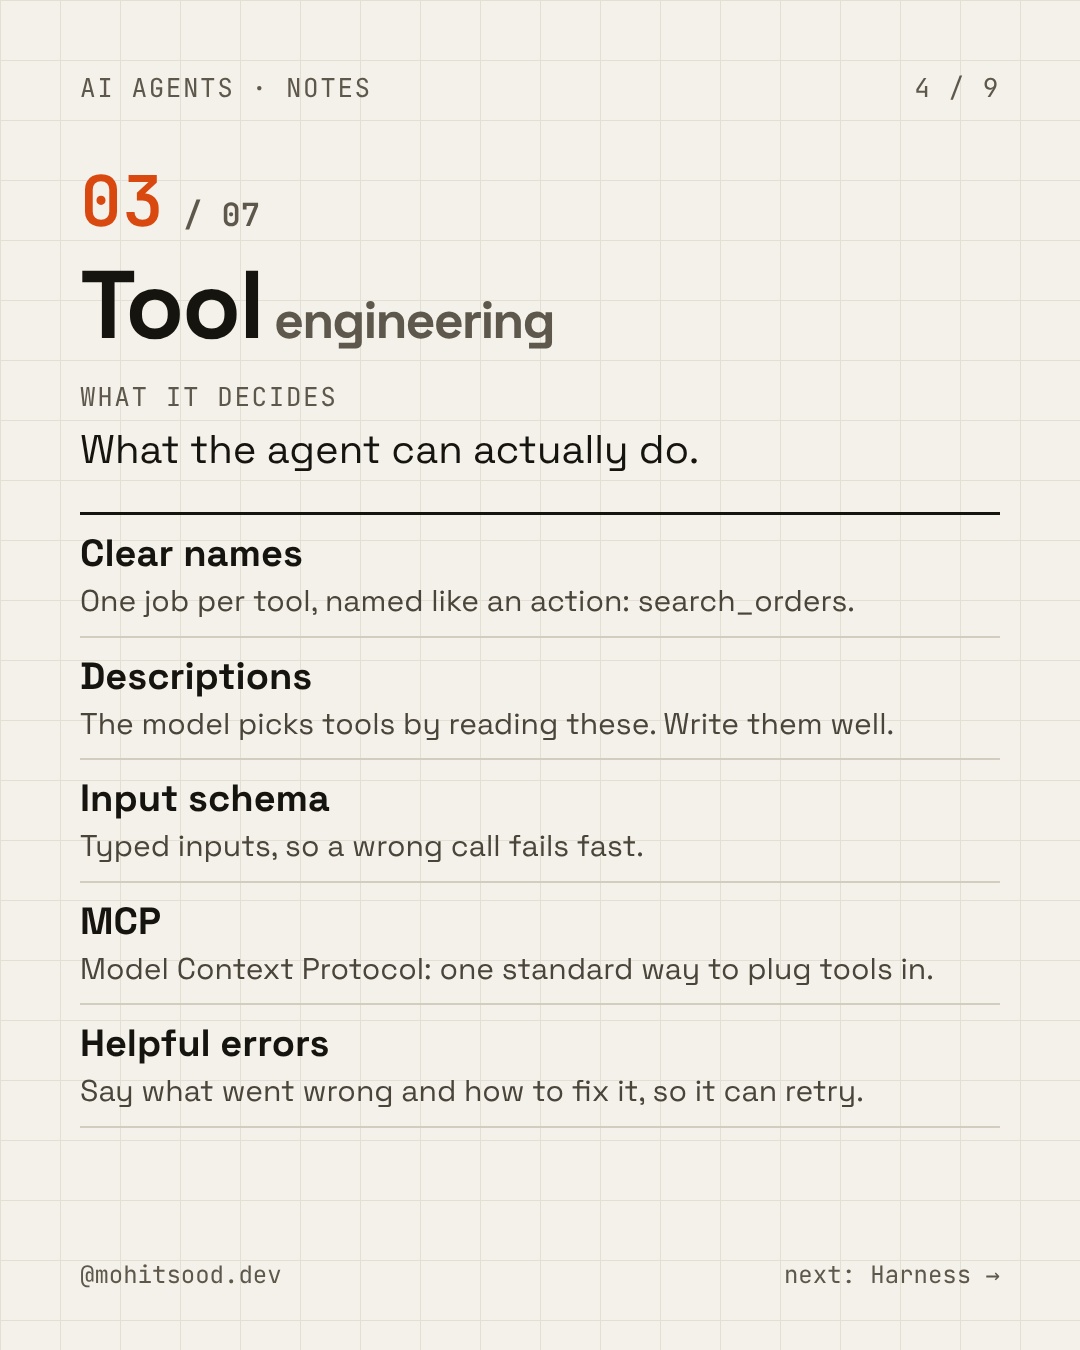 AI AGENTS · NOTES
4 / 9
03 / 07
Tool engineering
WHAT IT DECIDES
What the agent can actually do.
Clear names
One job per tool, named like an action: search_orders.
Descriptions
The model picks tools by reading these. Write them well.
Input schema
Typed inputs, so a wrong call fails fast.
MCP
Model Context Protocol: one standard way to plug tools in.
Helpful errors
Say what went wrong and how to fix it, so it can retry.
@mohitsood.dev
next: Harness →